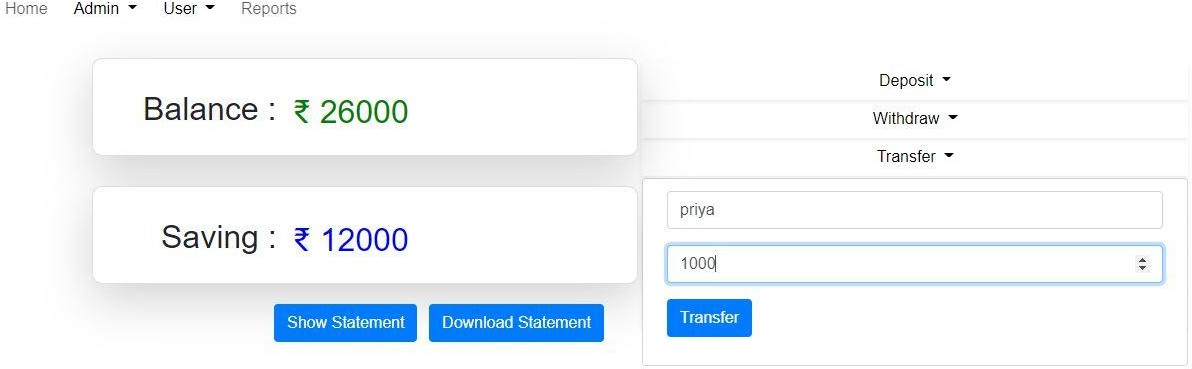 Home Admin User Reports
Balance : ₹ 26000
Saving : ₹ 12000
Show Statement Download Statement
Deposit
Withdraw
Transfer
priya
1000
Transfer